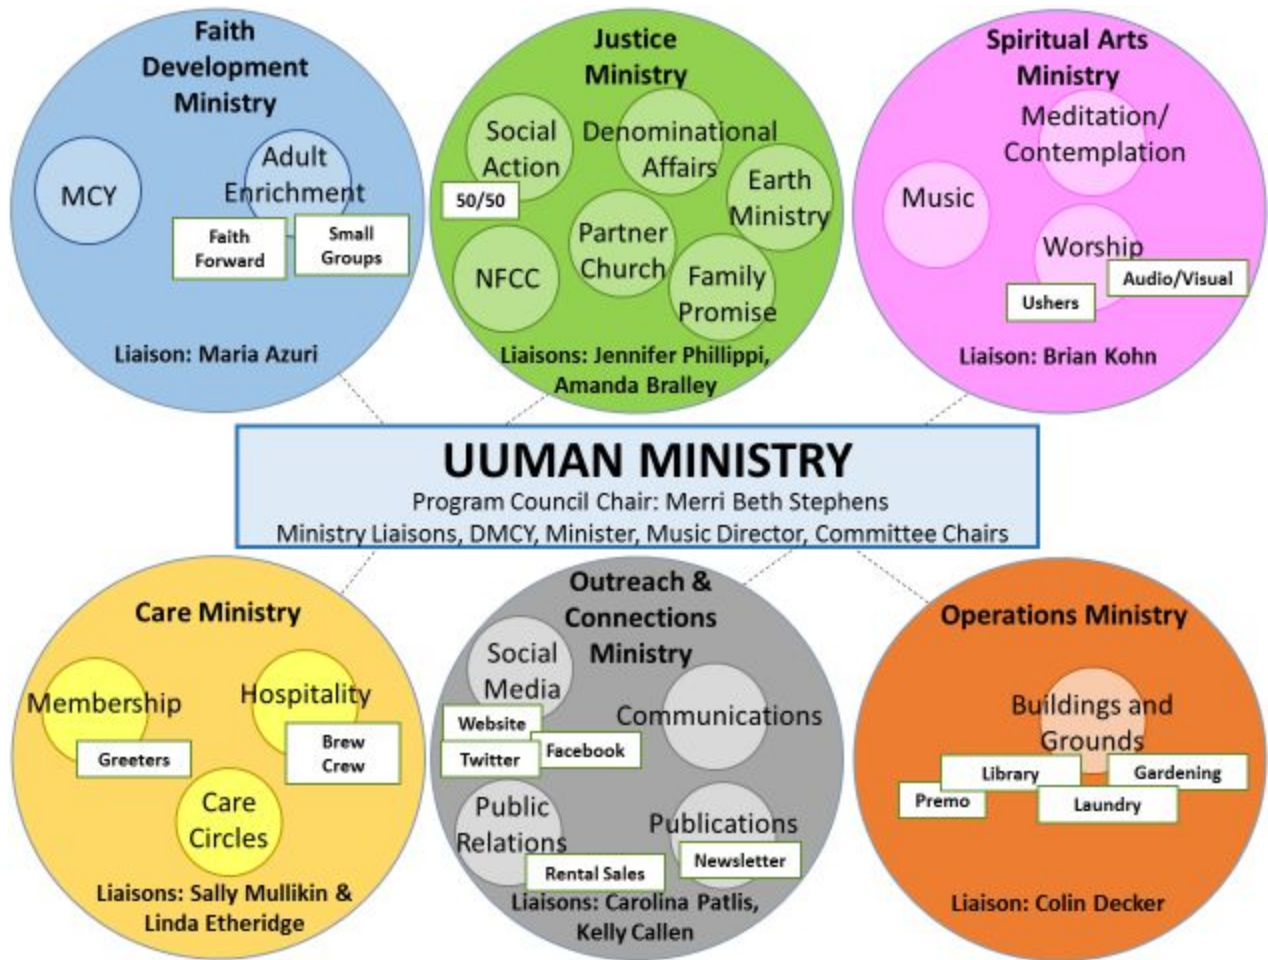 Faith
Development
Ministry
MCY
Adult
Enrichment
Faith
Forward
Small
Groups
Liaison: Maria Azuri
Justice
Ministry
Social
Action
50/50
Denominational
Affairs
Earth
Ministry
Partner
Church
NFCC
Family
Promise
Liaisons: Jennifer Phillippi,
Amanda Bralley
Spiritual Arts
Ministry
Meditation/
Contemplation
Music
Worship
Audio/Visual
Ushers
Liaison: Brian Kohn
UUMAN MINISTRY
Program Council Chair: Merri Beth Stephens
Ministry Liaisons, DMCY, Minister, Music Director, Committee Chairs
Care Ministry
Membership
Greeters
Hospitality
Brew
Crew
Care
Circles
Liaisons: Sally Mullikin &
Linda Etheridge
Outreach &
Connections
Ministry
Social
Media
Website
Twitter
Facebook
Communications
Public
Relations
Rental Sales
Publications
Newsletter
Liaisons: Carolina Patlis,
Kelly Callen
Operations Ministry
Buildings and
Grounds
Library
Gardening
Premo
Laundry
Liaison: Colin Decker